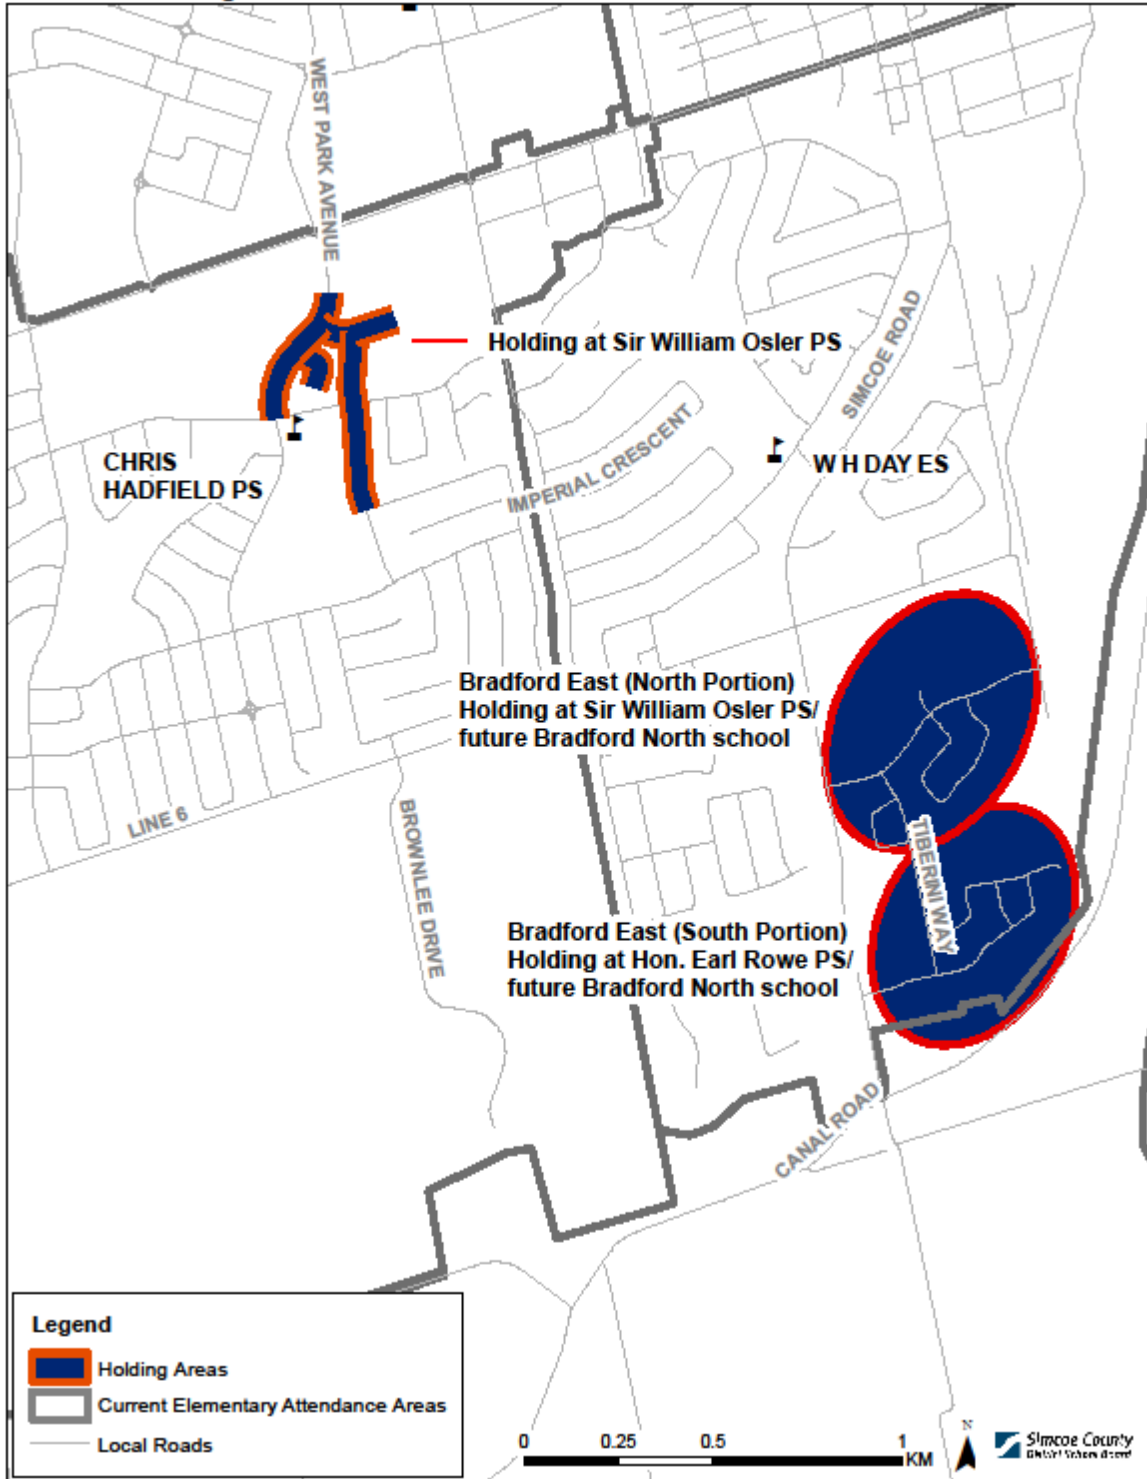 WEST PARK AVENUE
Holding at Sir William Osler PS
SIMCOE ROAD
CHRIS
HADFIELD PS
IMPERIAL CRESCENT
W H DAY ES
Bradford East (North Portion)
Holding at Sir William Osler PS/
future Bradford North school
LINE 6
BROWNLEE DRIVE
TIBERINI WAY
Bradford East (South Portion)
Holding at Hon. Earl Rowe PS/
future Bradford North school
CANAL ROAD
Legend
Holding Areas
Current Elementary Attendance Areas
Local Roads
0 0.25 0.5 1
KM
N
Simcoe County
District School Board